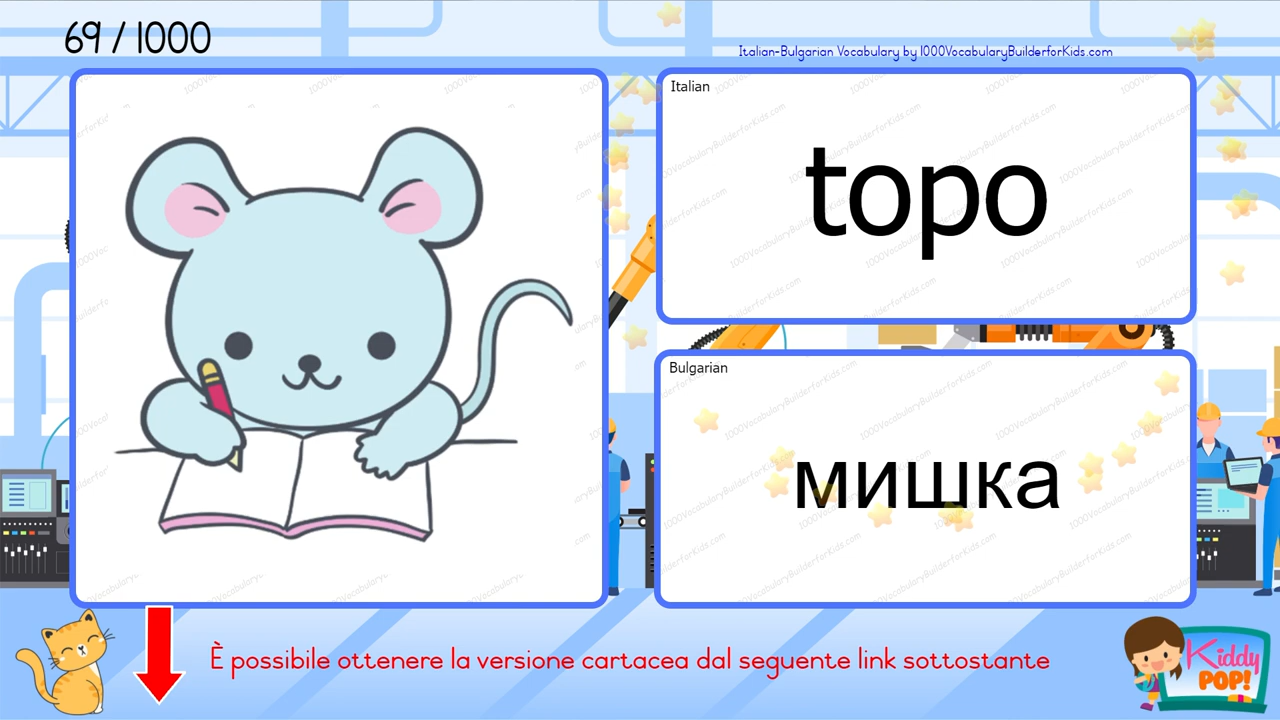 69 / 1000
Italian-Bulgarian Vocabulary by 1000VocabularyBuilderforKids.com
Italian
topo
Bulgarian
мишка
È possibile ottenere la versione cartacea dal seguente link sottostante
Kiddy
POP!